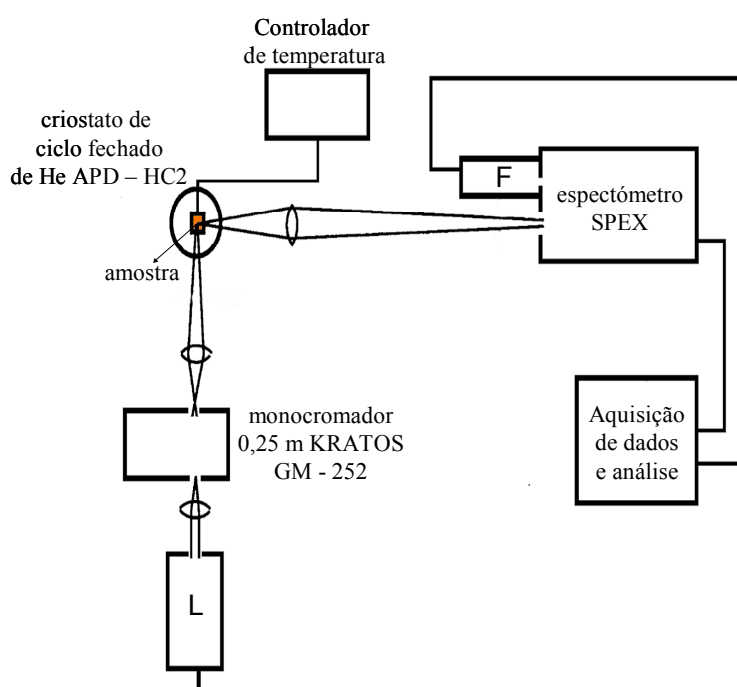 Controlador
de temperatura
criostato de
ciclo fechado
de He APD – HC2
F
espectómetro
SPEX
amostra
monocromador
0,25 m KRATOS
GM - 252
Aquisição
de dados
e análise
L